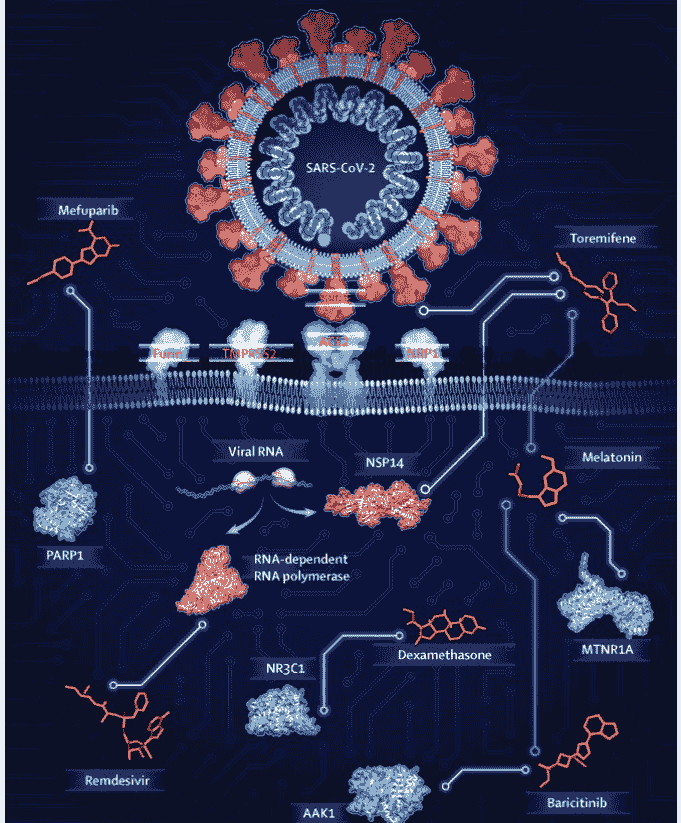 SARS-CoV-2
Mefuparib
Toremifene
Spike
Furin
TMPRSS2
ACE2
NRP1
Viral RNA
NSP14
Melatonin
PARP1
RNA-dependent
RNA polymerase
MTNR1A
Dexamethasone
NR3C1
Remdesivir
Baricitinib
AAK1